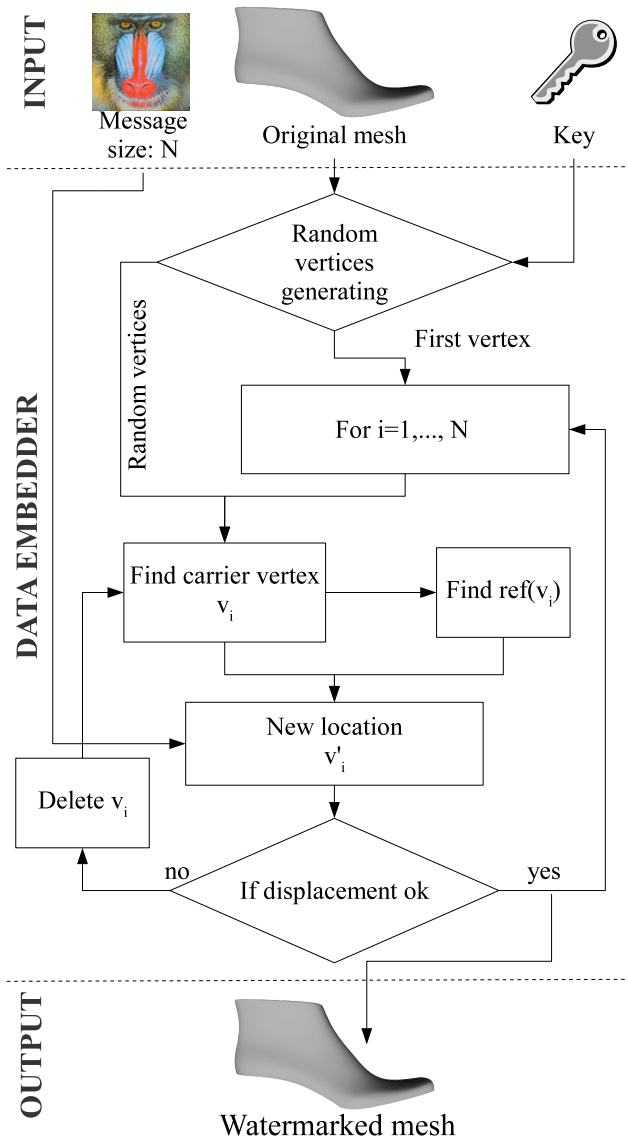 INPUT
Message
size: N
Original mesh
Key
DATA EMBEDDER
Random
vertices
generating
First vertex
Random vertices
For i=1,..., N
Find carrier vertex
vᵢ
Find ref(vᵢ)
New location
v'ᵢ
Delete vᵢ
no
If displacement ok
yes
OUTPUT
Watermarked mesh